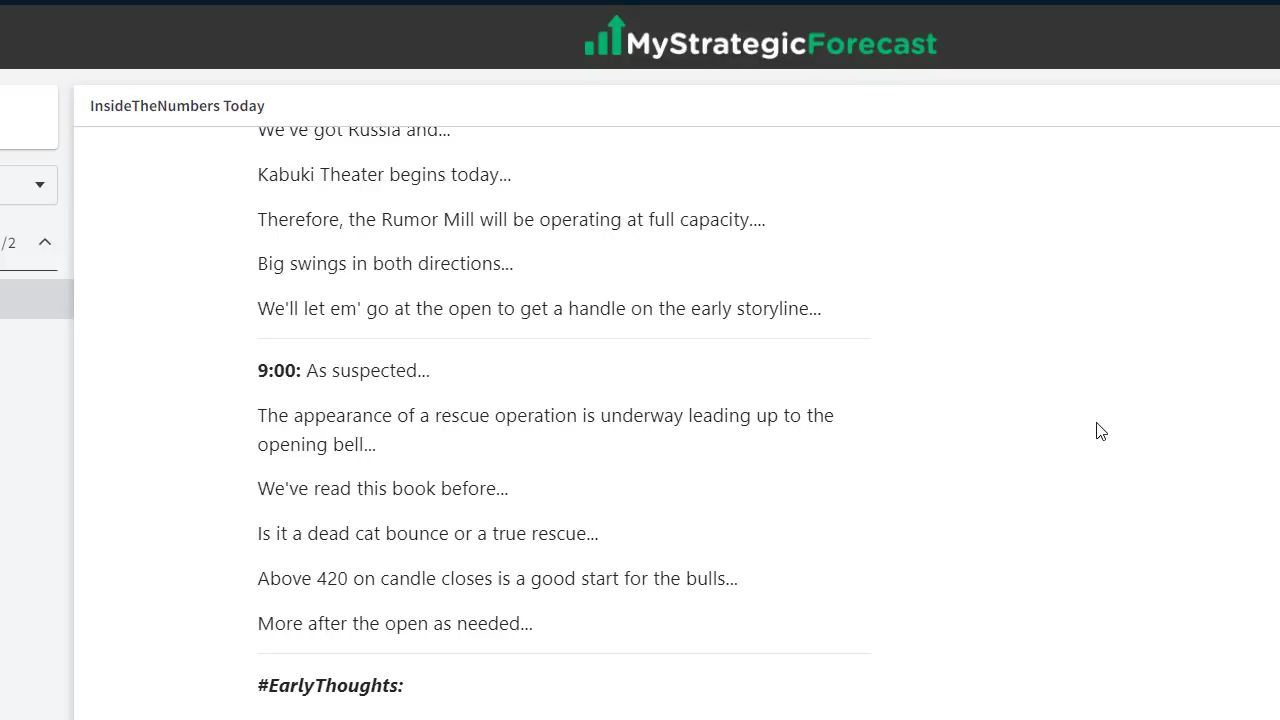 MyStrategicForecast
InsideTheNumbers Today
We've got Russia and...
Kabuki Theater begins today...
Therefore, the Rumor Mill will be operating at full capacity....
Big swings in both directions...
/2
We'll let em' go at the open to get a handle on the early storyline...
9:00: As suspected...
The appearance of a rescue operation is underway leading up to the
opening bell...
We've read this book before...
Is it a dead cat bounce or a true rescue...
Above 420 on candle closes is a good start for the bulls...
More after the open as needed...
#EarlyThoughts: